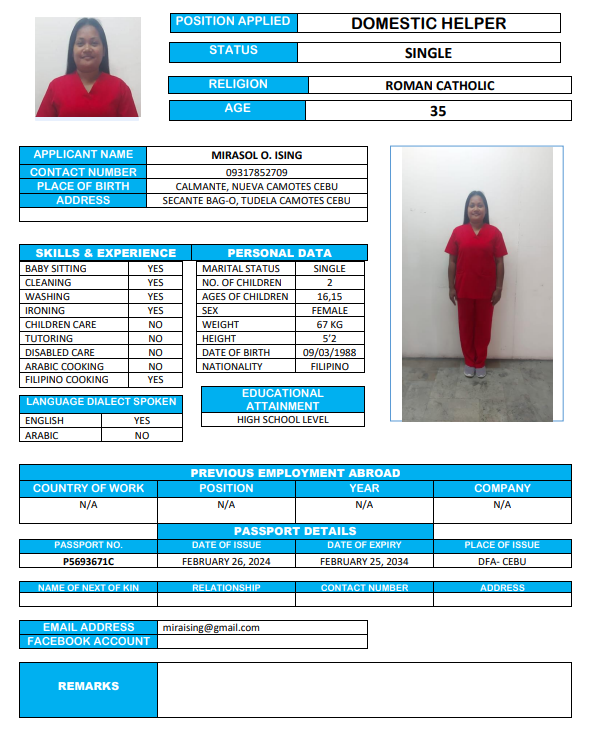 POSITION APPLIED DOMESTIC HELPER
STATUS SINGLE
RELIGION ROMAN CATHOLIC
AGE 35
APPLICANT NAME MIRASOL O. ISING
CONTACT NUMBER 09317852709
PLACE OF BIRTH CALMANTE, NUEVA CAMOTES CEBU
ADDRESS SECANTE BAG-O, TUDELA CAMOTES CEBU
SKILLS & EXPERIENCE PERSONAL DATA
BABY SITTING YES MARITAL STATUS SINGLE
CLEANING YES NO. OF CHILDREN 2
WASHING YES AGES OF CHILDREN 16,15
IRONING YES SEX FEMALE
CHILDREN CARE NO WEIGHT 67 KG
TUTORING NO HEIGHT 5'2
DISABLED CARE NO DATE OF BIRTH 09/03/1988
ARABIC COOKING NO NATIONALITY FILIPINO
FILIPINO COOKING YES
LANGUAGE DIALECT SPOKEN
ENGLISH YES
ARABIC NO
EDUCATIONAL
ATTAINMENT
HIGH SCHOOL LEVEL
PREVIOUS EMPLOYMENT ABROAD
COUNTRY OF WORK POSITION YEAR COMPANY
N/A N/A N/A N/A
PASSPORT DETAILS
PASSPORT NO. DATE OF ISSUE DATE OF EXPIRY PLACE OF ISSUE
P5693671C FEBRUARY 26, 2024 FEBRUARY 25, 2034 DFA- CEBU
NAME OF NEXT OF KIN RELATIONSHIP CONTACT NUMBER ADDRESS
EMAIL ADDRESS miraising@gmail.com
FACEBOOK ACCOUNT
REMARKS